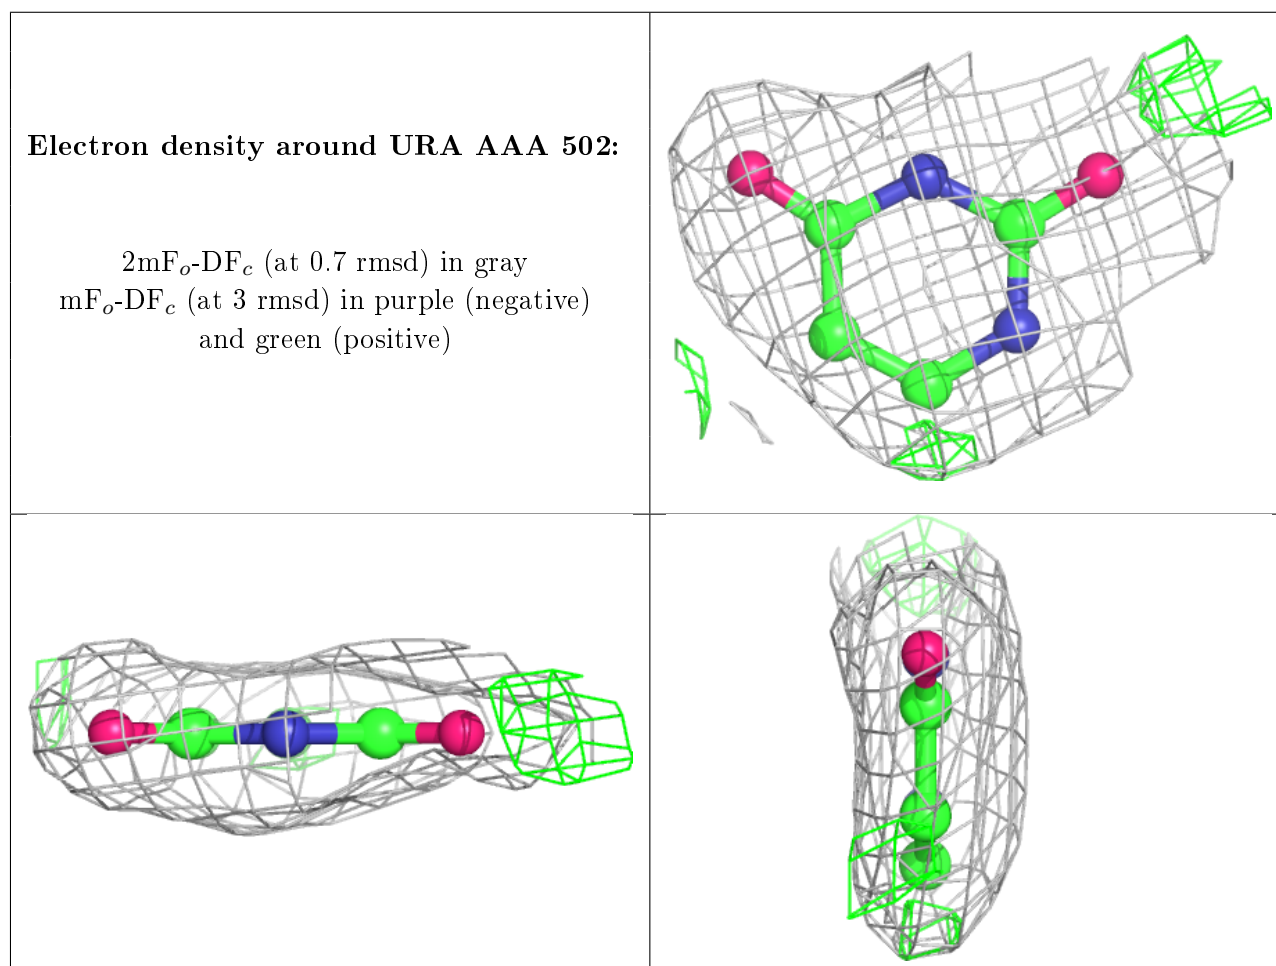 Electron density around URA AAA 502:
2mFo-DFc (at 0.7 rmsd) in gray
mFo-DFc (at 3 rmsd) in purple (negative)
and green (positive)